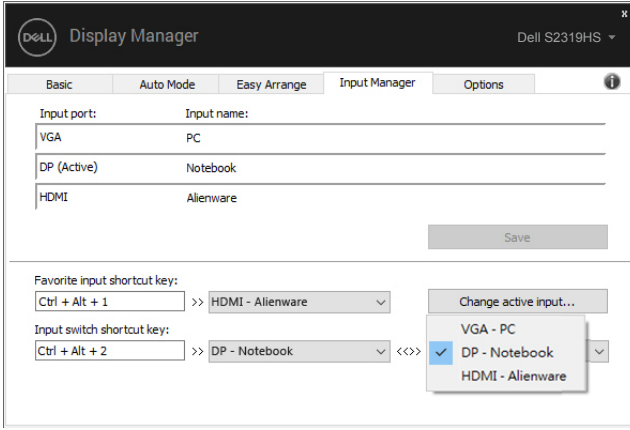 x
DELL Display Manager
Dell S2319HS
Basic Auto Mode Easy Arrange Input Manager Options i
Input port: Input name:
VGA PC
DP (Active) Notebook
HDMI Alienware
Save
Favorite input shortcut key:
Ctrl + Alt + 1 >> HDMI - Alienware Change active input...
Input switch shortcut key:
Ctrl + Alt + 2 >> DP - Notebook <<>>
VGA - PC
DP - Notebook
HDMI - Alienware